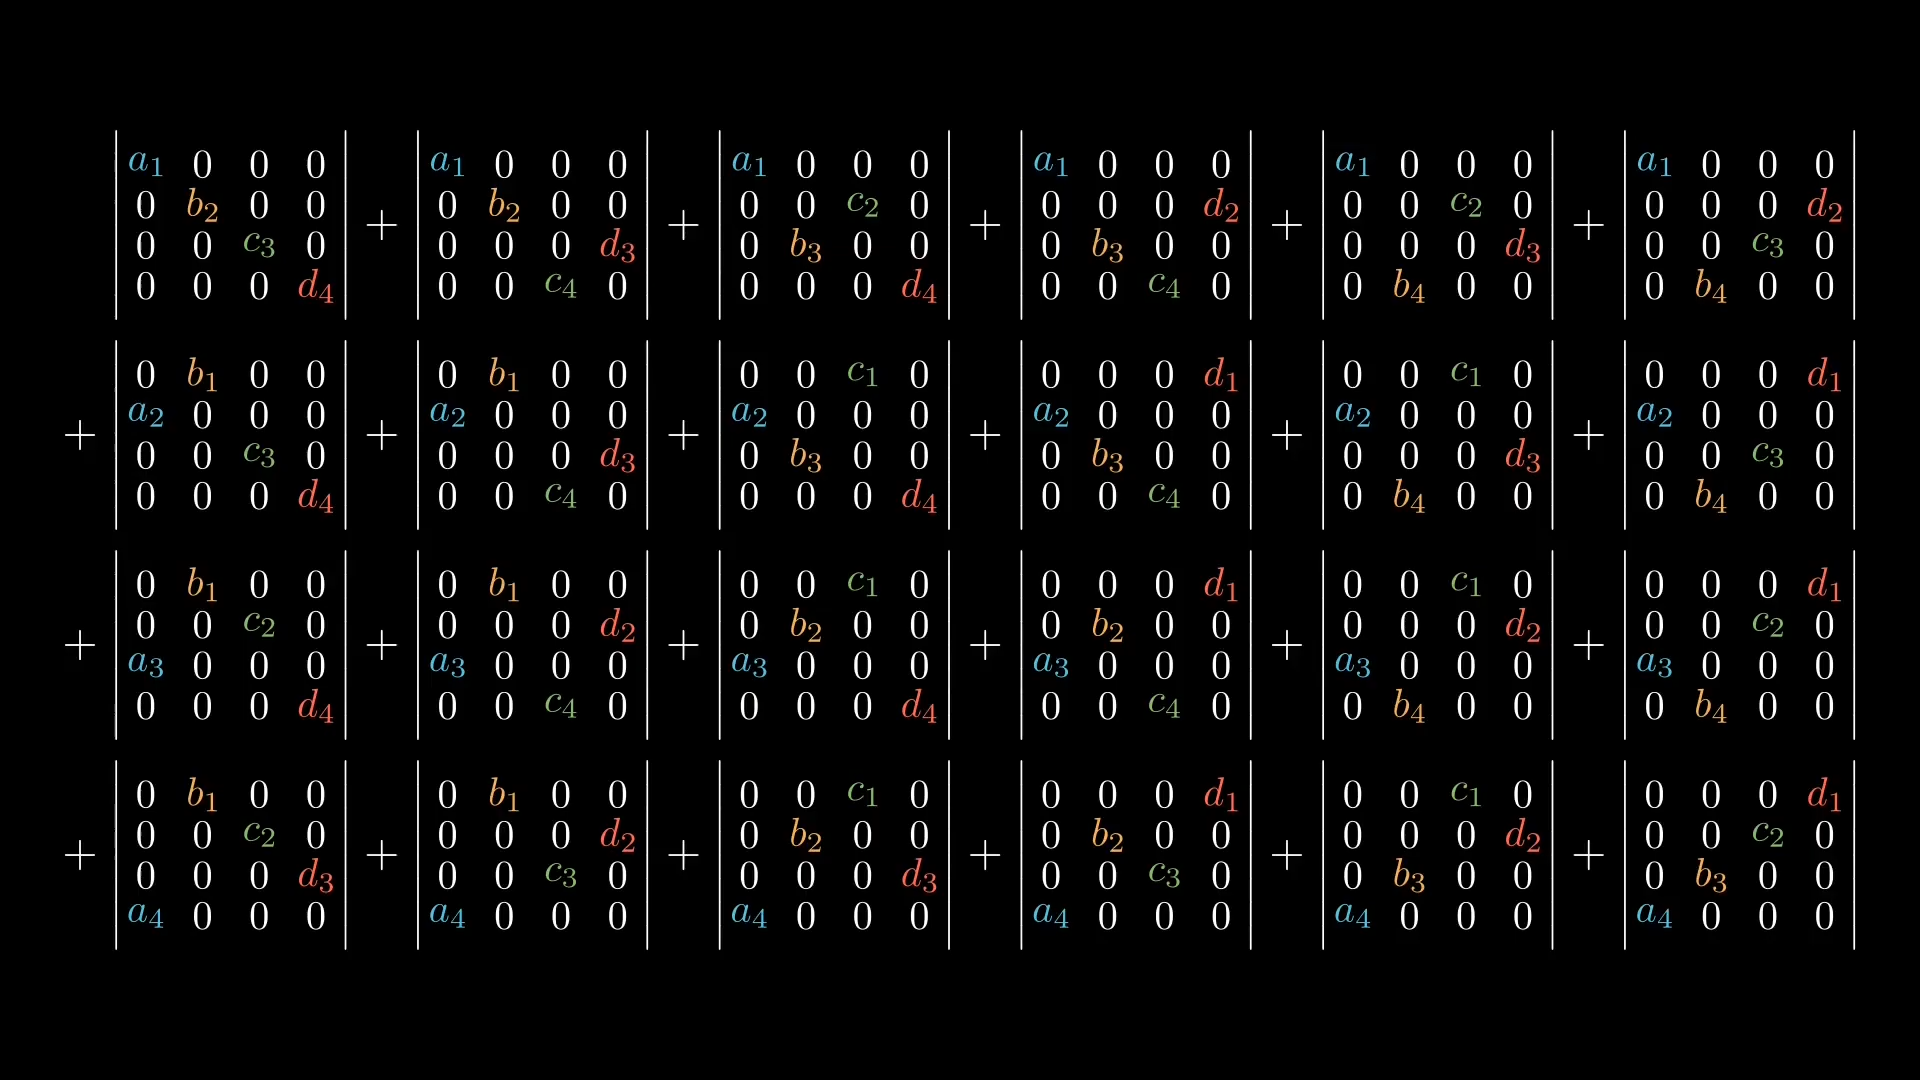 | a₁ 0 0 0 | | a₁ 0 0 0 | | a₁ 0 0 0 | | a₁ 0 0 0 | | a₁ 0 0 0 | | a₁ 0 0 0 |
| 0 b₂ 0 0 | + | 0 b₂ 0 0 | + | 0 0 c₂ 0 | + | 0 0 0 d₂ | + | 0 0 c₂ 0 | + | 0 0 0 d₂ |
| 0 0 c₃ 0 | | 0 0 0 d₃ | | 0 b₃ 0 0 | | 0 b₃ 0 0 | | 0 0 0 d₃ | | 0 0 c₃ 0 |
| 0 0 0 d₄ | | 0 0 c₄ 0 | | 0 0 0 d₄ | | 0 0 c₄ 0 | | 0 b₄ 0 0 | | 0 b₄ 0 0 |
| 0 b₁ 0 0 | | 0 b₁ 0 0 | | 0 0 c₁ 0 | | 0 0 0 d₁ | | 0 0 c₁ 0 | | 0 0 0 d₁ |
+ | a₂ 0 0 0 | + | a₂ 0 0 0 | + | a₂ 0 0 0 | + | a₂ 0 0 0 | + | a₂ 0 0 0 | + | a₂ 0 0 0 |
| 0 0 c₃ 0 | | 0 0 0 d₃ | | 0 b₃ 0 0 | | 0 b₃ 0 0 | | 0 0 0 d₃ | | 0 0 c₃ 0 |
| 0 0 0 d₄ | | 0 0 c₄ 0 | | 0 0 0 d₄ | | 0 0 c₄ 0 | | 0 b₄ 0 0 | | 0 b₄ 0 0 |
| 0 b₁ 0 0 | | 0 b₁ 0 0 | | 0 0 c₁ 0 | | 0 0 0 d₁ | | 0 0 c₁ 0 | | 0 0 0 d₁ |
+ | 0 0 c₂ 0 | + | 0 0 0 d₂ | + | 0 b₂ 0 0 | + | 0 b₂ 0 0 | + | 0 0 0 d₂ | + | 0 0 c₂ 0 |
| a₃ 0 0 0 | | a₃ 0 0 0 | | a₃ 0 0 0 | | a₃ 0 0 0 | | a₃ 0 0 0 | | a₃ 0 0 0 |
| 0 0 0 d₄ | | 0 0 c₄ 0 | | 0 0 0 d₄ | | 0 0 c₄ 0 | | 0 b₄ 0 0 | | 0 b₄ 0 0 |
| 0 b₁ 0 0 | | 0 b₁ 0 0 | | 0 0 c₁ 0 | | 0 0 0 d₁ | | 0 0 c₁ 0 | | 0 0 0 d₁ |
+ | 0 0 c₂ 0 | + | 0 0 0 d₂ | + | 0 b₂ 0 0 | + | 0 b₂ 0 0 | + | 0 0 0 d₂ | + | 0 0 c₂ 0 |
| 0 0 0 d₃ | | 0 0 c₃ 0 | | 0 0 0 d₃ | | 0 0 c₃ 0 | | 0 b₃ 0 0 | | 0 b₃ 0 0 |
| a₄ 0 0 0 | | a₄ 0 0 0 | | a₄ 0 0 0 | | a₄ 0 0 0 | | a₄ 0 0 0 | | a₄ 0 0 0 |